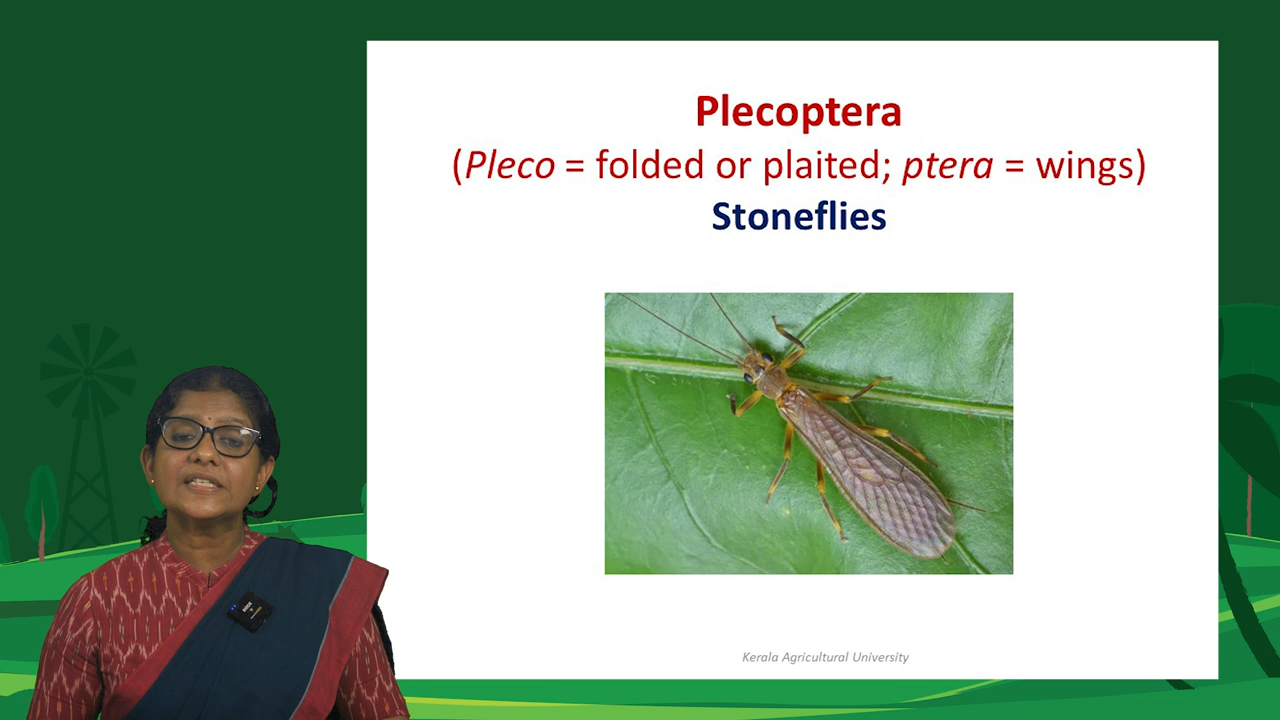 Plecoptera
(Pleco = folded or plaited; ptera = wings)
Stoneflies
Kerala Agricultural University